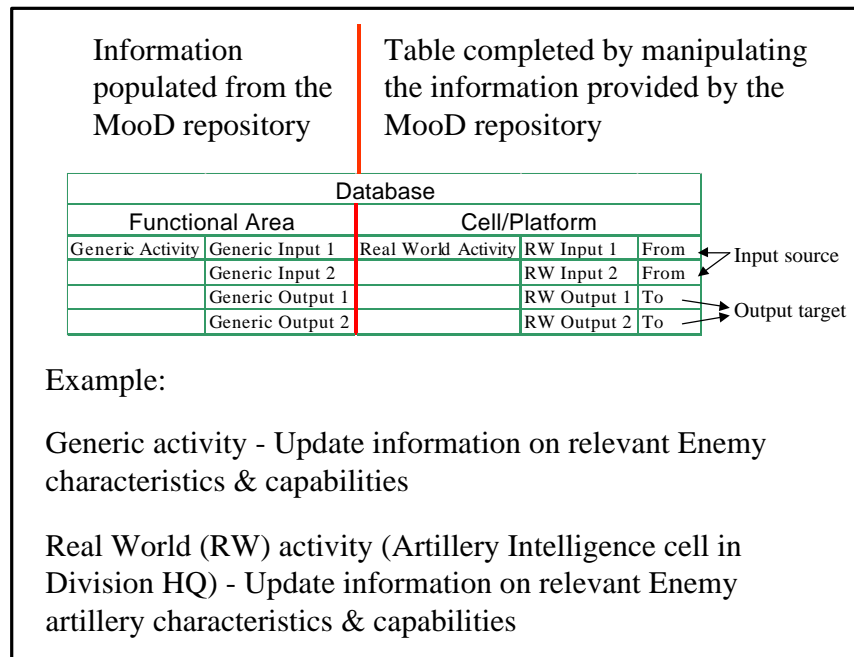 Information
populated from the
MooD repository
Table completed by manipulating
the information provided by the
MooD repository
Database
Functional Area Cell/Platform
Generic Activity Generic Input 1 Real World Activity RW Input 1 From
Generic Input 2 RW Input 2 From
Generic Output 1 RW Output 1 To
Generic Output 2 RW Output 2 To
Input source
Output target
Example:
Generic activity - Update information on relevant Enemy
characteristics & capabilities
Real World (RW) activity (Artillery Intelligence cell in
Division HQ) - Update information on relevant Enemy
artillery characteristics & capabilities